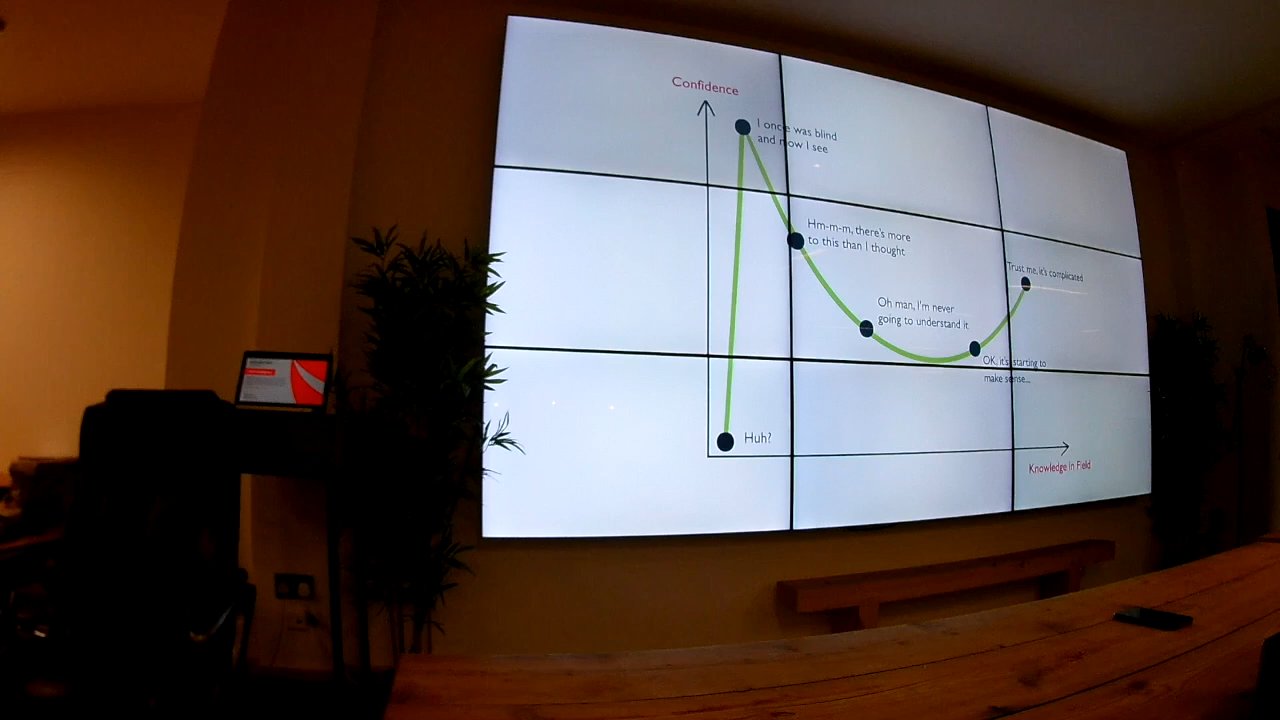 Confidence
I once was blind
and now I see
Hm-m-m, there's more
to this than I thought
Trust me, it's complicated
Oh man, I'm never
going to understand it
OK, it's starting to
make sense...
Huh?
Knowledge In Field